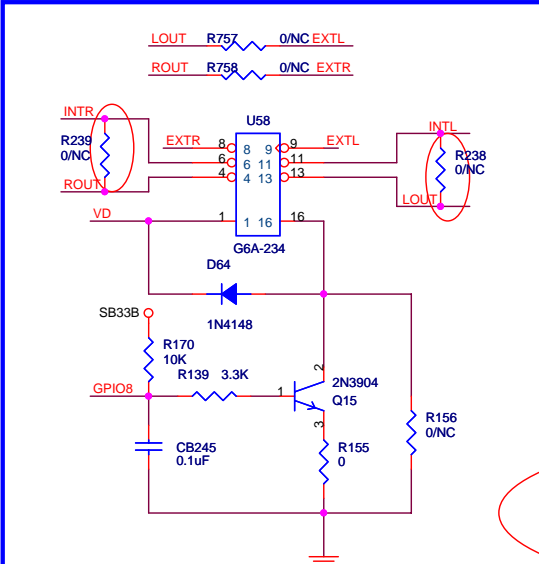 LOUT R757 0/NC EXTL
ROUT R758 0/NC EXTR
INTR U58 INTL
R239 EXTR 8 8 9 9 EXTL R238
0/NC 6 6 11 11 0/NC
ROUT 4 4 13 13 LOUT
VD 1 1 16 16
G6A-234
D64
1N4148
SB33B
R170
10K
R139 3.3K
GPIO8 1 2 2N3904
Q15
3
CB245
0.1uF
R155
0
R156
0/NC